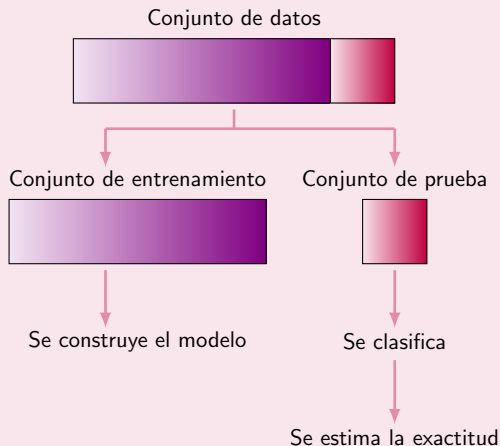 Conjunto de datos
Conjunto de entrenamiento
Conjunto de prueba
Se construye el modelo
Se clasifica
Se estima la exactitud